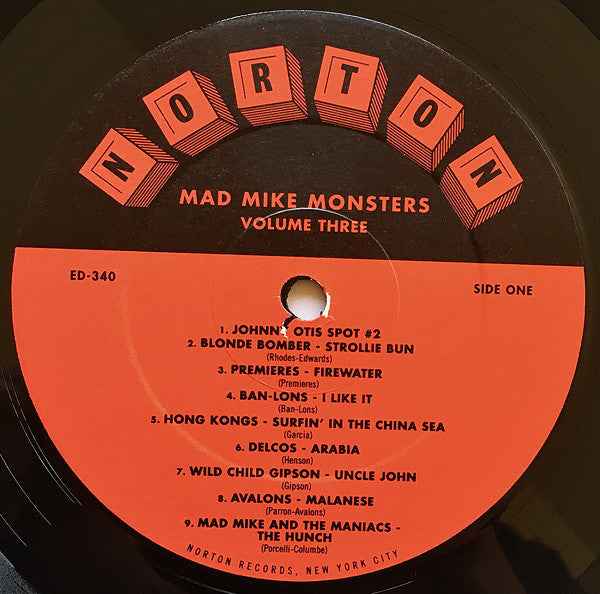 NORTON
MAD MIKE MONSTERS
VOLUME THREE
ED-340
SIDE ONE
1. JOHNNY OTIS SPOT #2
2. BLONDE BOMBER - STROLLIE BUN
(Rhodes-Edwards)
3. PREMIERES - FIREWATER
(Premieres)
4. BAN-LONS - I LIKE IT
(Ban-Lons)
5. HONG KONGS - SURFIN' IN THE CHINA SEA
(Garcia)
6. DELCOS - ARABIA
(Henson)
7. WILD CHILD GIPSON - UNCLE JOHN
(Gipson)
8. AVALONS - MALANESE
(Parron-Avalons)
9. MAD MIKE AND THE MANIACS -
THE HUNCH
(Porcelli-Columbe)
NORTON RECORDS, NEW YORK CITY